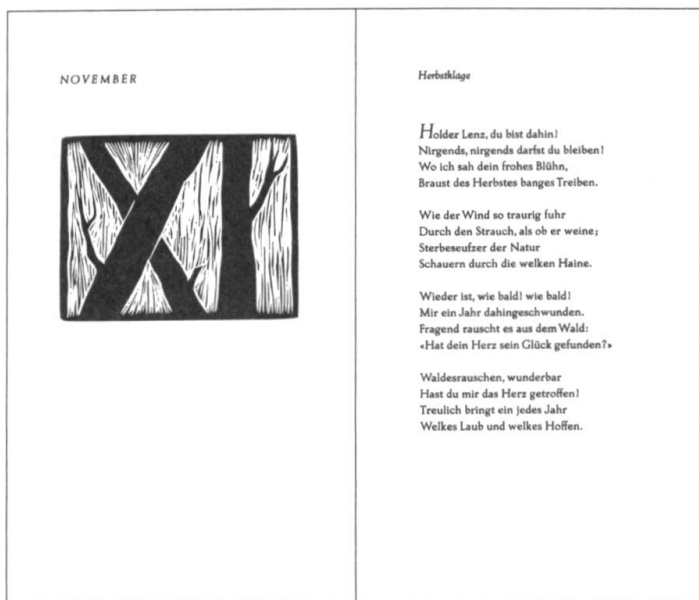 NOVEMBER
XI
Herbstklage
Holder Lenz, du bist dahin!
Nirgends, nirgends darfst du bleiben!
Wo ich sah dein frohes Blühn,
Braust des Herbstes banges Treiben.
Wie der Wind so traurig fuhr
Durch den Strauch, als ob er weine;
Sterbeseufzer der Natur
Schauern durch die welken Haine.
Wieder ist, wie bald! wie bald!
Mir ein Jahr dahingeschwunden.
Fragend rauscht es aus dem Wald:
«Hat dein Herz sein Glück gefunden?»
Waldesrauschen, wunderbar
Hast du mir das Herz getroffen!
Treulich bringt ein jedes Jahr
Welkes Laub und welkes Hoffen.